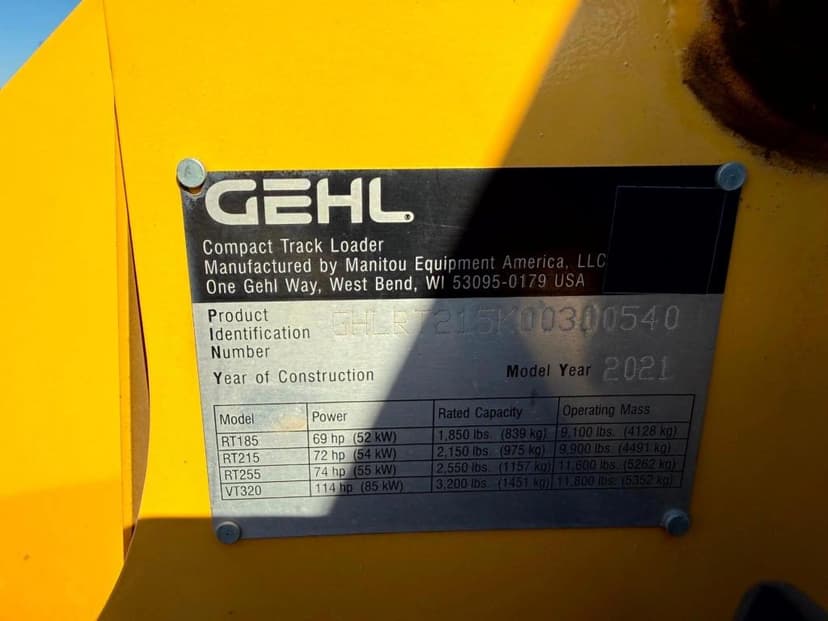 GEHL
Compact Track Loader
Manufactured by Manitou Equipment America, LLC
One Gehl Way, West Bend, WI 53095-0179 USA
Product
Identification GHLRT215K00300540
Number
Year of Construction Model Year 2021
Model Power Rated Capacity Operating Mass
RT185 69 hp (52 kW) 1,850 lbs. (839 kg) 9,100 lbs. (4128 kg)
RT215 72 hp (54 kW) 2,150 lbs. (975 kg) 9,900 lbs. (4491 kg)
RT255 74 hp (55 kW) 2,550 lbs. (1157 kg) 11,600 lbs. (5262 kg)
VT320 114 hp (85 kW) 3,200 lbs. (1451 kg) 11,800 lbs. (5352 kg)